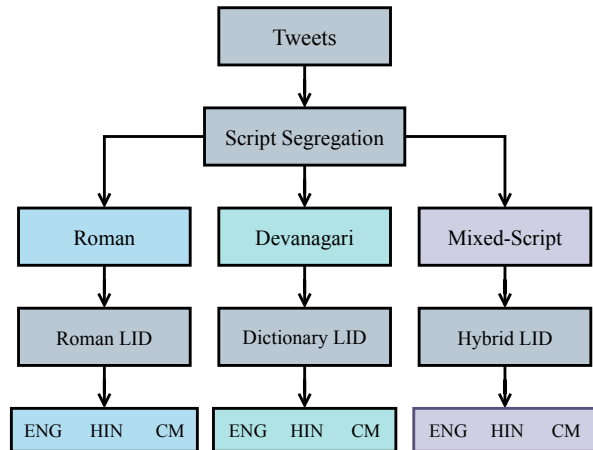 Tweets
Script Segregation
Roman Devanagari Mixed-Script
Roman LID Dictionary LID Hybrid LID
ENG HIN CM ENG HIN CM ENG HIN CM